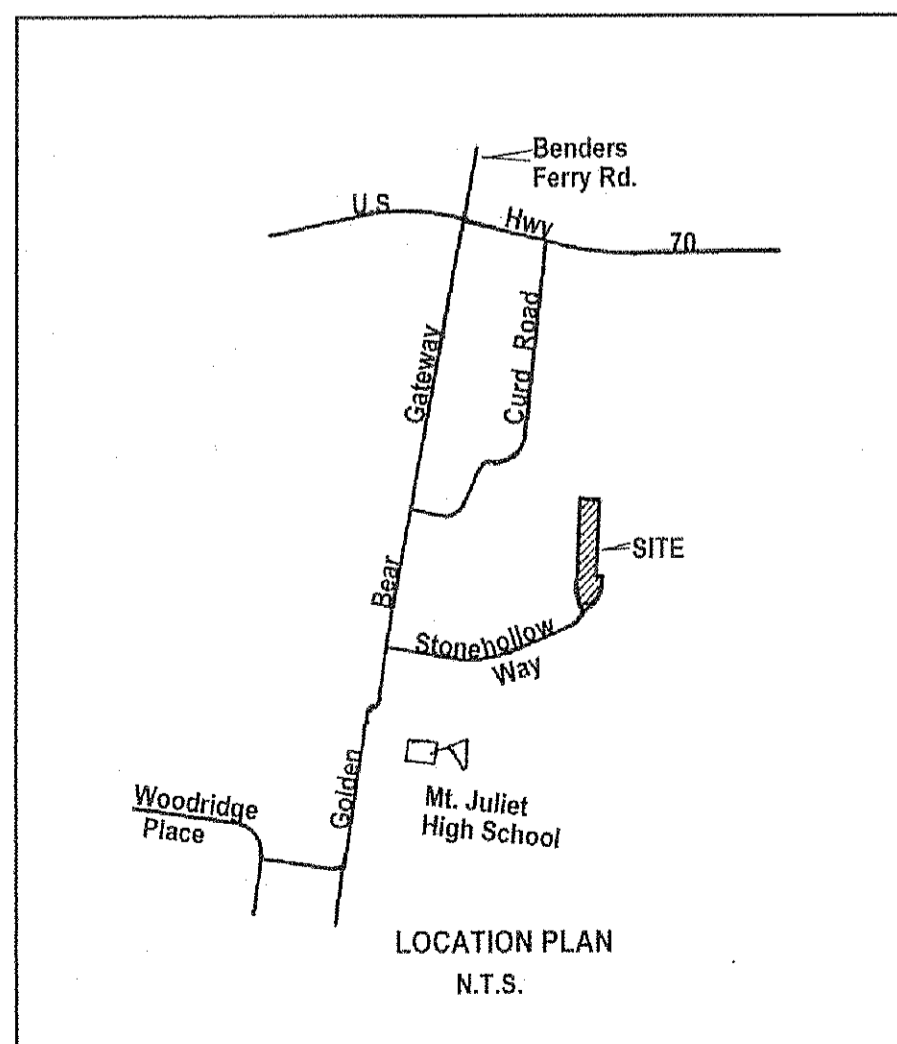 Benders
Ferry Rd.
U.S Hwy 70
Gateway
Curd Road
SITE
Bear
Stonehollow
Way
Golden
Woodridge
Place
Mt. Juliet
High School
LOCATION PLAN
N.T.S.